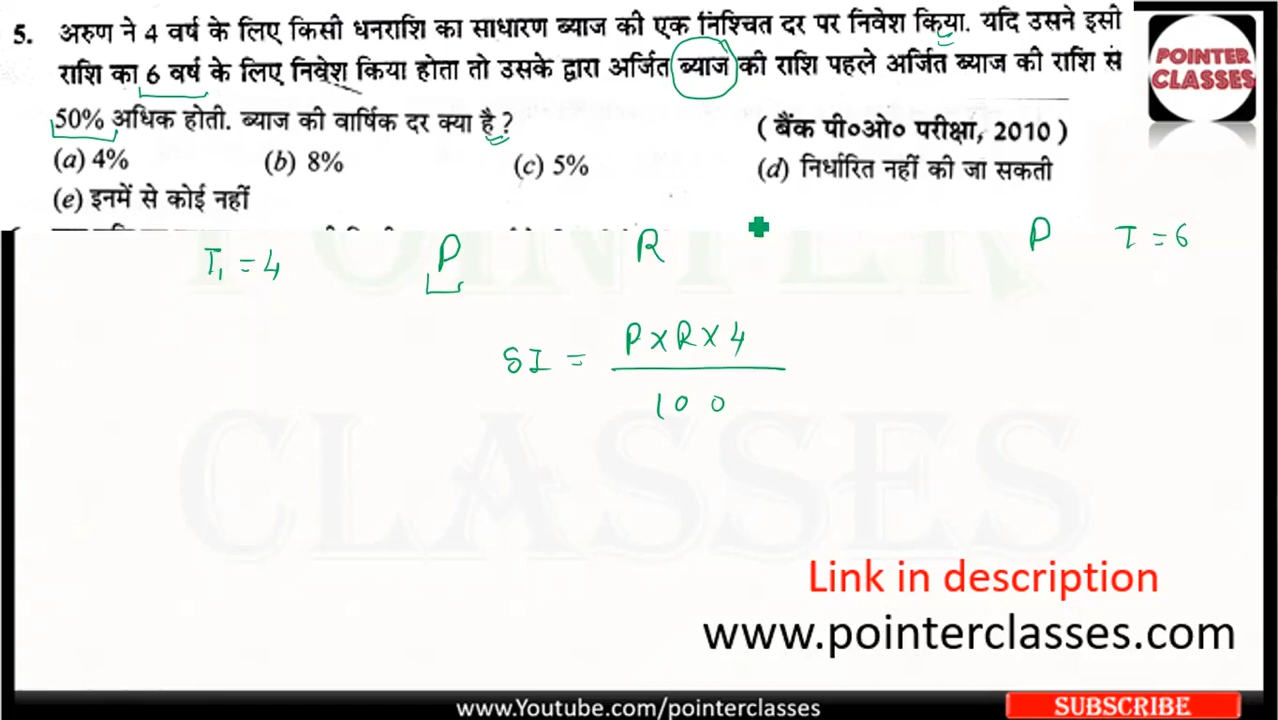 5. अरुण ने 4 वर्ष के लिए किसी धनराशि का साधारण ब्याज की एक निश्चित दर पर निवेश किया. यदि उसने इसी
राशि का 6 वर्ष के लिए निवेश किया होता तो उसके द्वारा अर्जित ब्याज की राशि पहले अर्जित ब्याज की राशि से
50% अधिक होती. ब्याज की वार्षिक दर क्या है ?
( बैंक पी०ओ० परीक्षा, 2010 )
(a) 4% (b) 8% (c) 5% (d) निर्धारित नहीं की जा सकती
(e) इनमें से कोई नहीं
POINTER
CLASSES
T₁ = 4 P R P T = 6
SI = P×R×4
100
POINTER
CLASSES
Link in description
www.pointerclasses.com
www.Youtube.com/pointerclasses
SUBSCRIBE